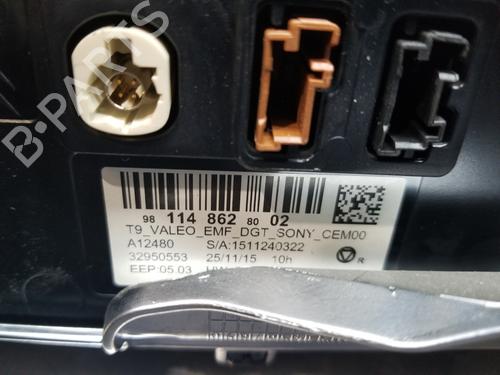 B-PARTS
98 114 862 80 02
T9_VALEO_EMF_DGT_SONY_CEM00
A12480 S/A:1511240322
32950553 25/11/15 10h
EEP:05.03
R